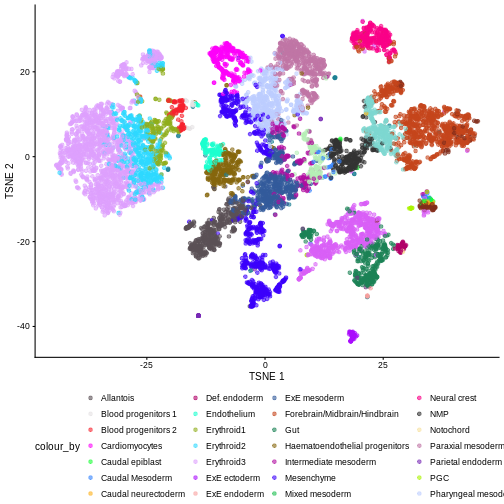 20
0
-20
-40
TSNE 2
-25
0
25
TSNE 1
colour_by
Allantois
Blood progenitors 1
Blood progenitors 2
Cardiomyocytes
Caudal epiblast
Caudal Mesoderm
Caudal neurectoderm
Def. endoderm
Endothelium
Erythroid1
Erythroid2
Erythroid3
ExE ectoderm
ExE endoderm
ExE mesoderm
Forebrain/Midbrain/Hindbrain
Gut
Haematoendothelial progenitors
Intermediate mesoderm
Mesenchyme
Mixed mesoderm
Neural crest
NMP
Notochord
Paraxial mesoderm
Parietal endoderm
PGC
Pharyngeal mesod